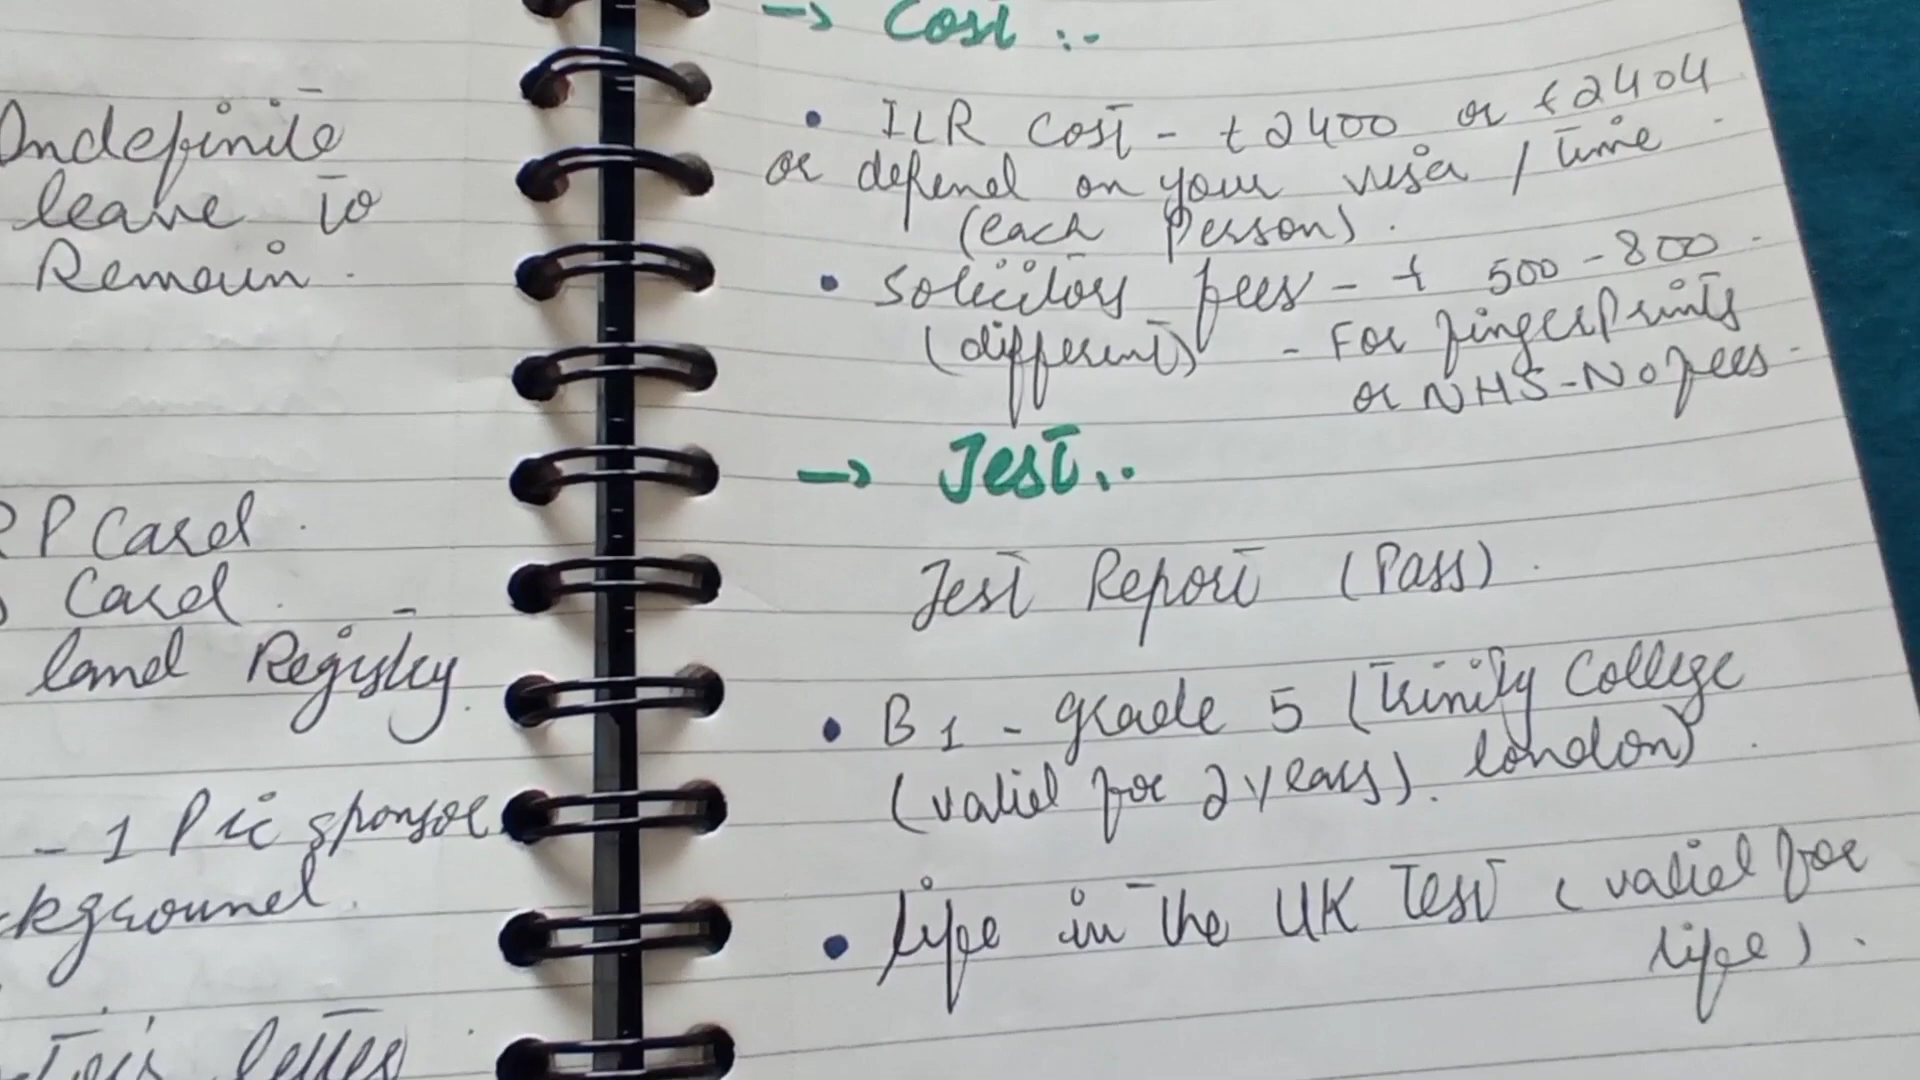 Indefinite
leave to
Remain.
P Card.
Card.
land Registry.
- 1 Pic sponsor
ckground.
letter
→ Cost :-
• ILR Cost - £2400 or £2404
or depend on your visa / Time.
(each Person).
• Solicitors fees - £ 500 - 800.
(different) - For fingerprints
or NHS - No fees.
→ Test :-
Test Report (Pass).
• B1 - grade 5 (Trinity College
(valid for 2 years). London).
• Life in the UK Test (valid for
life).